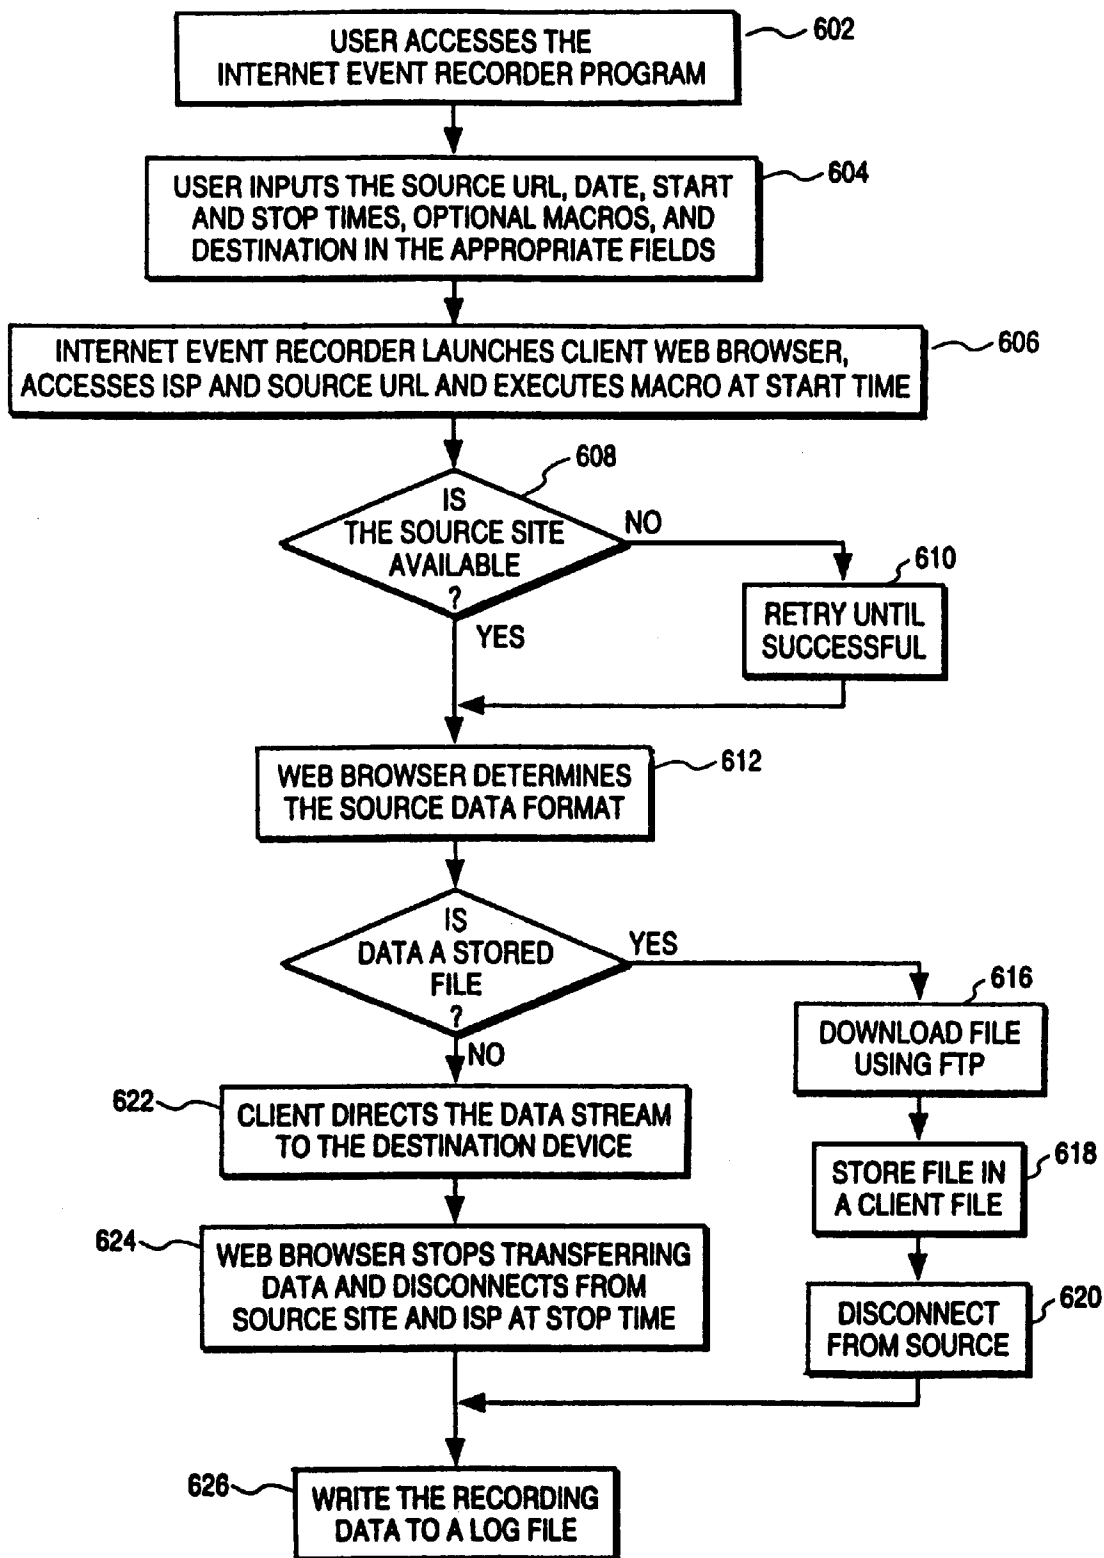 602
USER ACCESSES THE
INTERNET EVENT RECORDER PROGRAM
604
USER INPUTS THE SOURCE URL, DATE, START
AND STOP TIMES, OPTIONAL MACROS, AND
DESTINATION IN THE APPROPRIATE FIELDS
606
INTERNET EVENT RECORDER LAUNCHES CLIENT WEB BROWSER,
ACCESSES ISP AND SOURCE URL AND EXECUTES MACRO AT START TIME
608
IS
THE SOURCE SITE
AVAILABLE
?
NO
YES
610
RETRY UNTIL
SUCCESSFUL
612
WEB BROWSER DETERMINES
THE SOURCE DATA FORMAT
IS
DATA A STORED
FILE
?
YES
NO
616
DOWNLOAD FILE
USING FTP
622
CLIENT DIRECTS THE DATA STREAM
TO THE DESTINATION DEVICE
618
STORE FILE IN
A CLIENT FILE
624
WEB BROWSER STOPS TRANSFERRING
DATA AND DISCONNECTS FROM
SOURCE SITE AND ISP AT STOP TIME
620
DISCONNECT
FROM SOURCE
626
WRITE THE RECORDING
DATA TO A LOG FILE